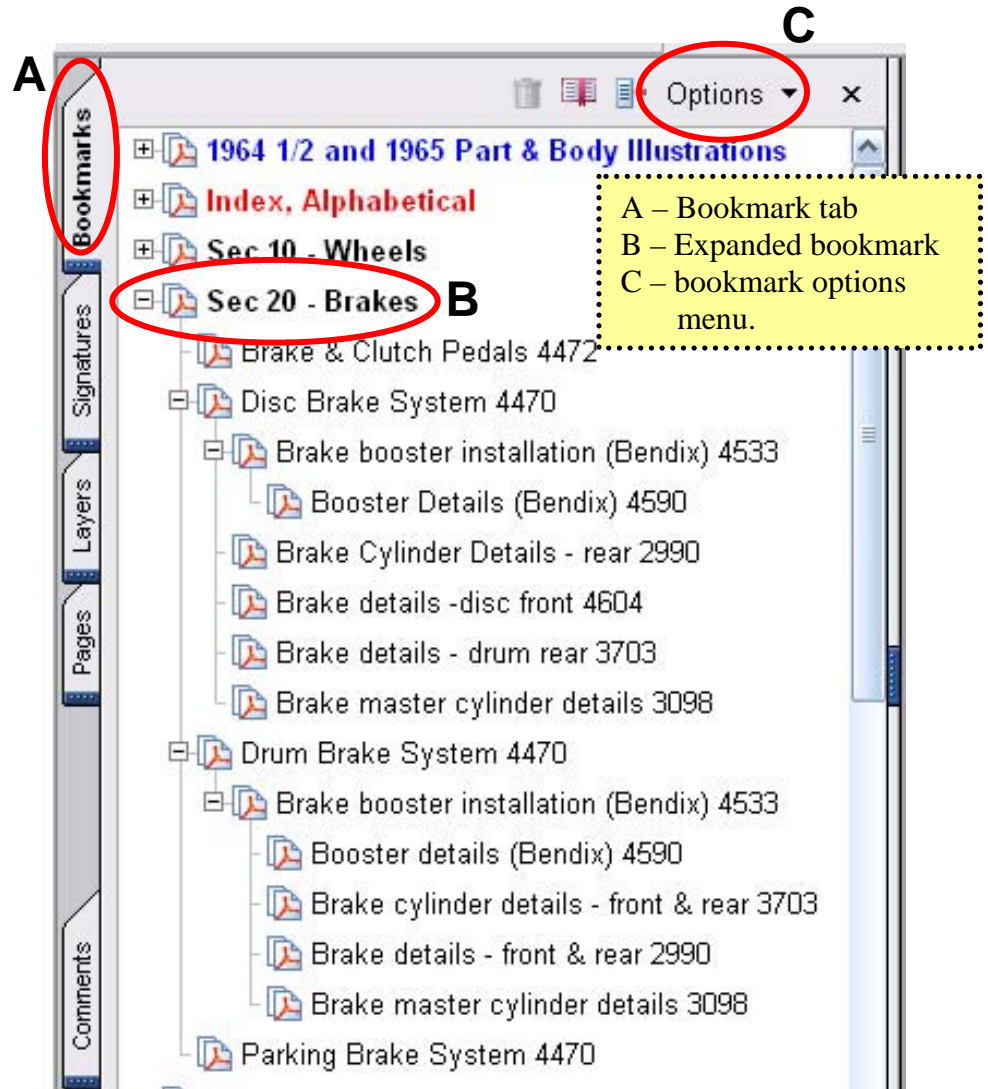 C
A
Options
Bookmarks
1964 1/2 and 1965 Part & Body Illustrations
Index, Alphabetical
Sec 10 - Wheels
Sec 20 - Brakes
B
A – Bookmark tab
B – Expanded bookmark
C – bookmark options
menu.
Brake & Clutch Pedals 4472
Disc Brake System 4470
Brake booster installation (Bendix) 4533
Booster Details (Bendix) 4590
Brake Cylinder Details - rear 2990
Brake details -disc front 4604
Brake details - drum rear 3703
Brake master cylinder details 3098
Drum Brake System 4470
Brake booster installation (Bendix) 4533
Booster details (Bendix) 4590
Brake cylinder details - front & rear 3703
Brake details - front & rear 2990
Brake master cylinder details 3098
Parking Brake System 4470
Signatures
Layers
Pages
Comments